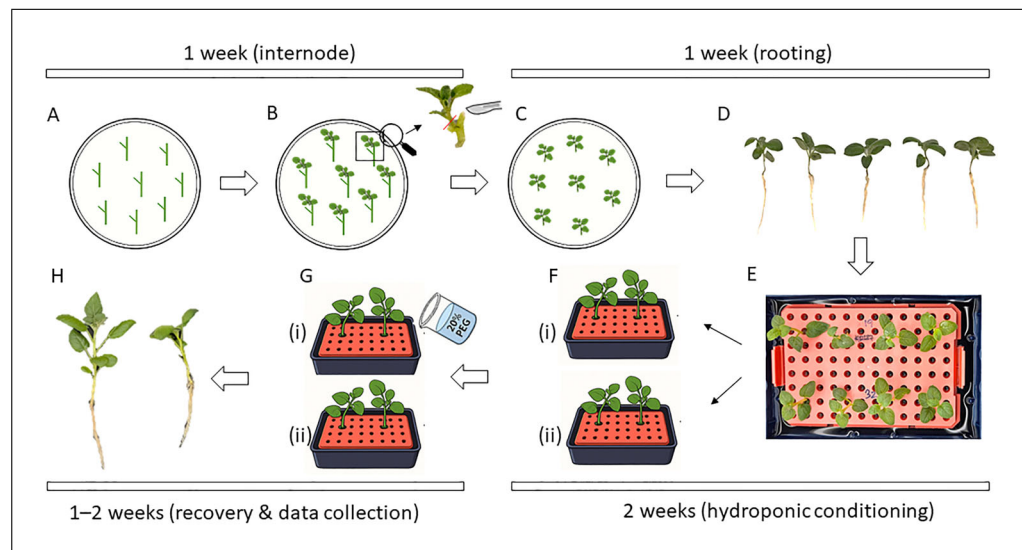 1 week (internode)
1 week (rooting)
A
B
C
D
E
F
(i)
(ii)
G
(i)
20%
PEG
(ii)
H
1–2 weeks (recovery & data collection)
2 weeks (hydroponic conditioning)